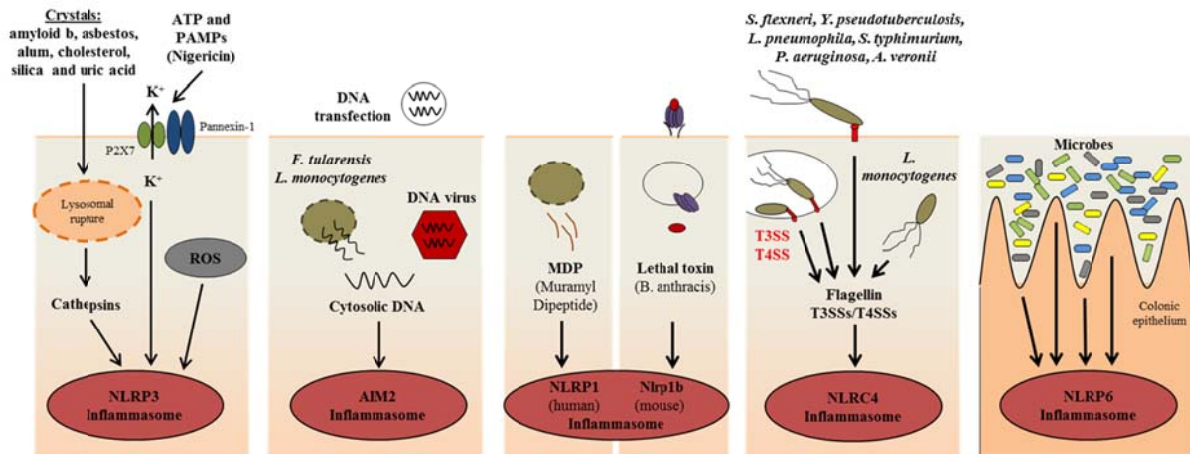 Crystals:
amyloid b, asbestos,
alum, cholesterol,
silica and uric acid
ATP and
PAMPs
(Nigericin)
K+
Pannexin-1
P2X7
K+
Lysosomal
rupture
ROS
Cathepsins
NLRP3
Inflammasome
DNA
transfection
F. tularensis
L. monocytogenes
DNA virus
Cytosolic DNA
AIM2
Inflammasome
MDP
(Muramyl
Dipeptide)
Lethal toxin
(B. anthracis)
NLRP1
(human)
Nlrp1b
(mouse)
Inflammasome
S. flexneri, Y. pseudotuberculosis,
L. pneumophila, S. typhimurium,
P. aeruginosa, A. veronii
L.
monocytogenes
T3SS
T4SS
Flagellin
T3SSs/T4SSs
NLRC4
Inflammasome
Microbes
Colonic
epithelium
NLRP6
Inflammasome